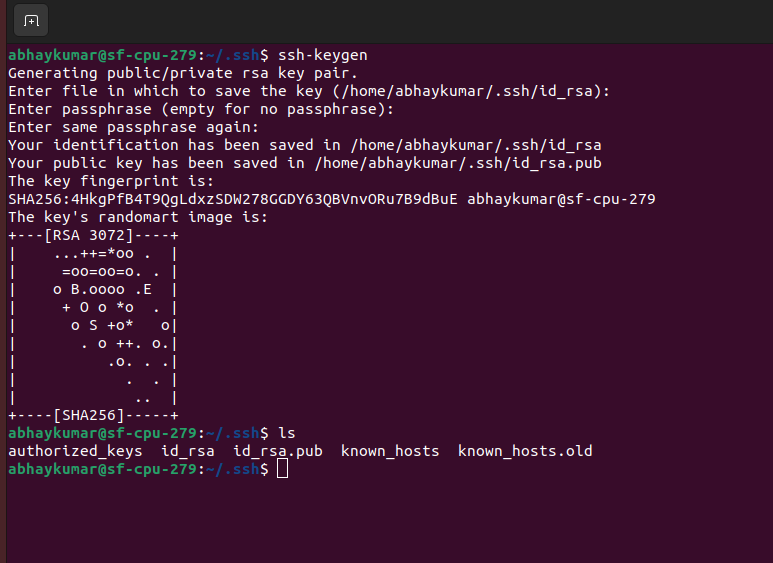 abhaykumar@sf-cpu-279:~/.ssh$ ssh-keygen
Generating public/private rsa key pair.
Enter file in which to save the key (/home/abhaykumar/.ssh/id_rsa):
Enter passphrase (empty for no passphrase):
Enter same passphrase again:
Your identification has been saved in /home/abhaykumar/.ssh/id_rsa
Your public key has been saved in /home/abhaykumar/.ssh/id_rsa.pub
The key fingerprint is:
SHA256:4HkgPfB4T9QgLdxzSDW278GGDY63QBVnvORu7B9dBuE abhaykumar@sf-cpu-279
The key's randomart image is:
+---[RSA 3072]----+
|    ...++=*oo .  |
|     =oo=oo=o. . |
|    o B.oooo .E  |
|     + O o *o  . |
|      o S +o*   o|
|       . o ++. o.|
|          .o. . .|
|            .  . |
|             ..  |
+----[SHA256]-----+
abhaykumar@sf-cpu-279:~/.ssh$ ls
authorized_keys  id_rsa  id_rsa.pub  known_hosts  known_hosts.old
abhaykumar@sf-cpu-279:~/.ssh$